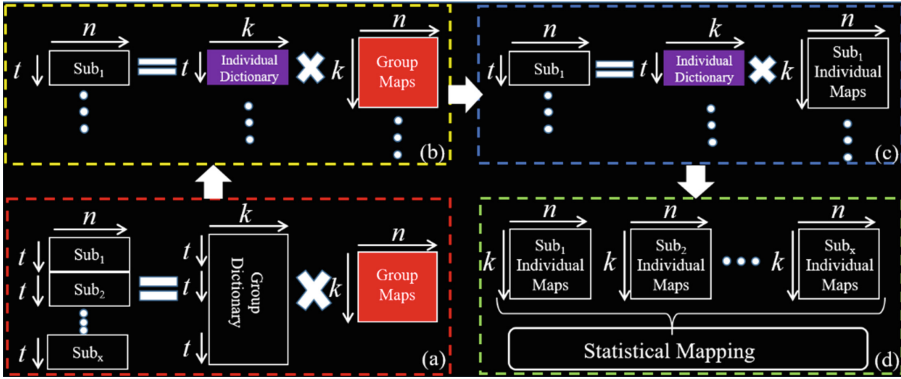 n
k
n
t
Sub1
t
Individual
Dictionary
k
Group
Maps
(b)
n
k
n
t
Sub1
t
Individual
Dictionary
k
Sub1
Individual
Maps
(c)
n
k
n
t
Sub1
t
Sub2
t
Subx
t
t
t
Group
Dictionary
k
Group
Maps
(a)
n
n
n
k
Sub1
Individual
Maps
k
Sub2
Individual
Maps
k
Subx
Individual
Maps
Statistical Mapping
(d)